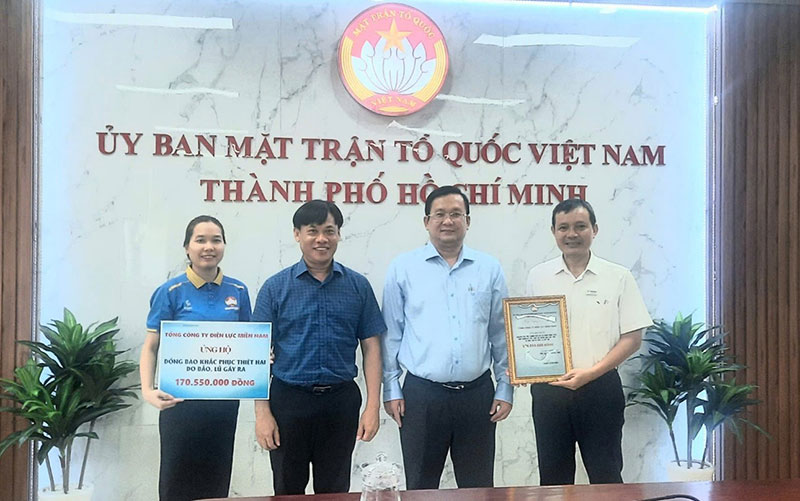 MẶT TRẬN TỔ QUỐC
VIỆT NAM
ỦY BAN MẶT TRẬN TỔ QUỐC VIỆT NAM
THÀNH PHỐ HỒ CHÍ MINH
TỔNG CÔNG TY ĐIỆN LỰC MIỀN NAM
ỦNG HỘ
ĐỒNG BÀO KHẮC PHỤC THIỆT HẠI
DO BÃO, LŨ GÂY RA
170.550.000 ĐỒNG